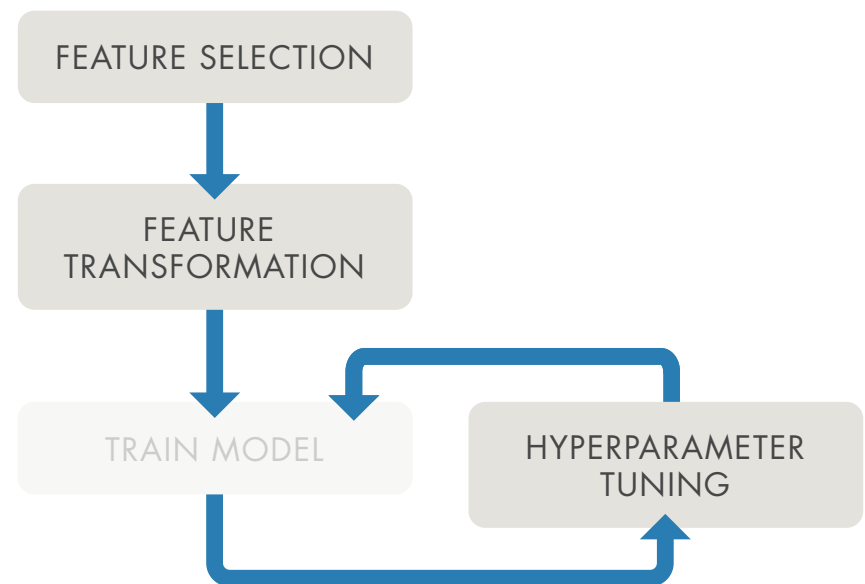 FEATURE SELECTION
FEATURE
TRANSFORMATION
TRAIN MODEL
HYPERPARAMETER
TUNING